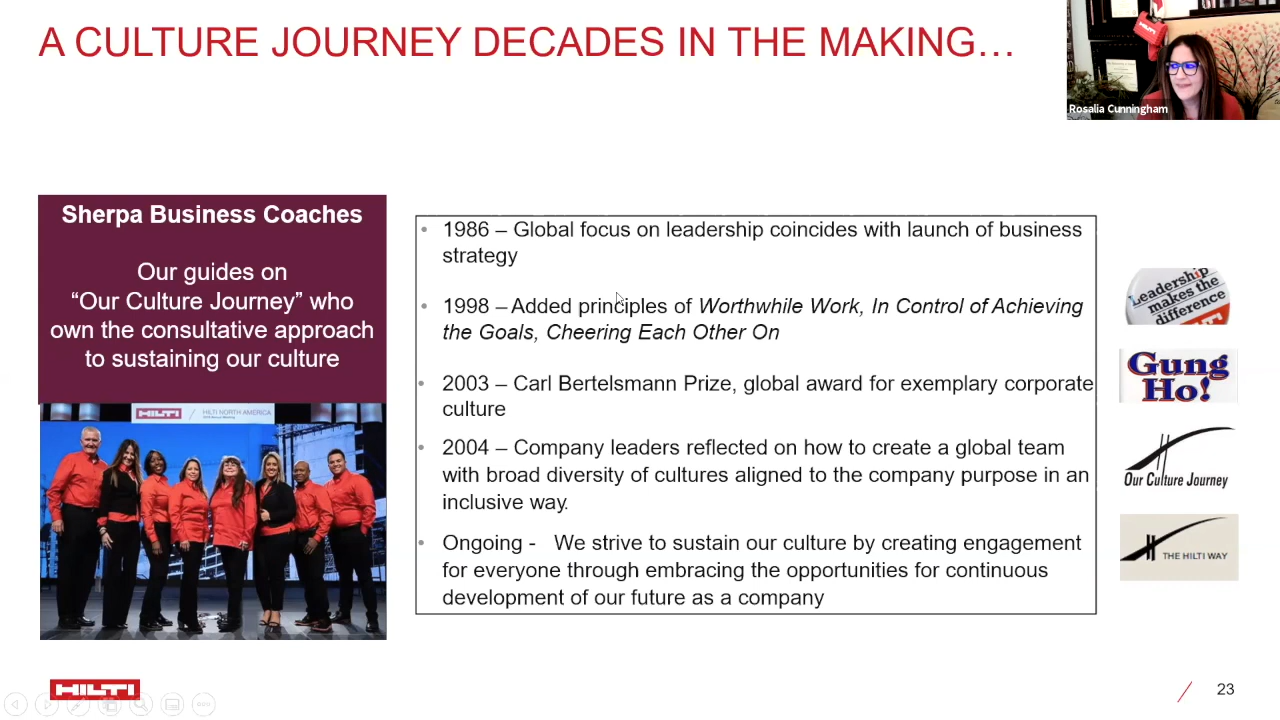 A CULTURE JOURNEY DECADES IN THE MAKING…
HILTI
Rosalia Cunningham
Sherpa Business Coaches
Our guides on
“Our Culture Journey” who
own the consultative approach
to sustaining our culture
HILTI / HILTI NORTH AMERICA
• 1986 – Global focus on leadership coincides with launch of business
strategy
• 1998 – Added principles of Worthwhile Work, In Control of Achieving
the Goals, Cheering Each Other On
• 2003 – Carl Bertelsmann Prize, global award for exemplary corporate
culture
• 2004 – Company leaders reflected on how to create a global team
with broad diversity of cultures aligned to the company purpose in an
inclusive way.
• Ongoing - We strive to sustain our culture by creating engagement
for everyone through embracing the opportunities for continuous
development of our future as a company
Leadership
makes the
difference
HILTI
Gung
Ho!
Our Culture Journey
THE HILTI WAY
HILTI
23